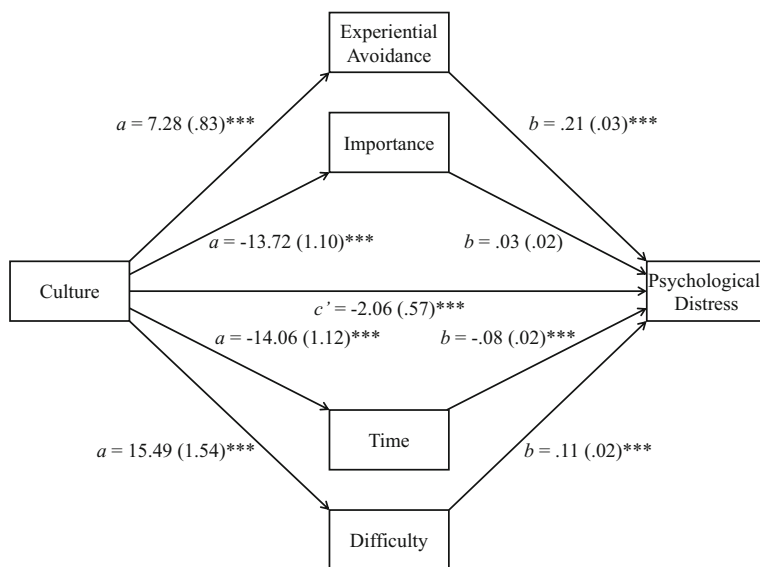 Experiential
Avoidance
a = 7.28 (.83)***
b = .21 (.03)***
Importance
a = -13.72 (1.10)***
b = .03 (.02)
Culture
Psychological
Distress
c’ = -2.06 (.57)***
a = -14.06 (1.12)***
b = -.08 (.02)***
Time
a = 15.49 (1.54)***
b = .11 (.02)***
Difficulty